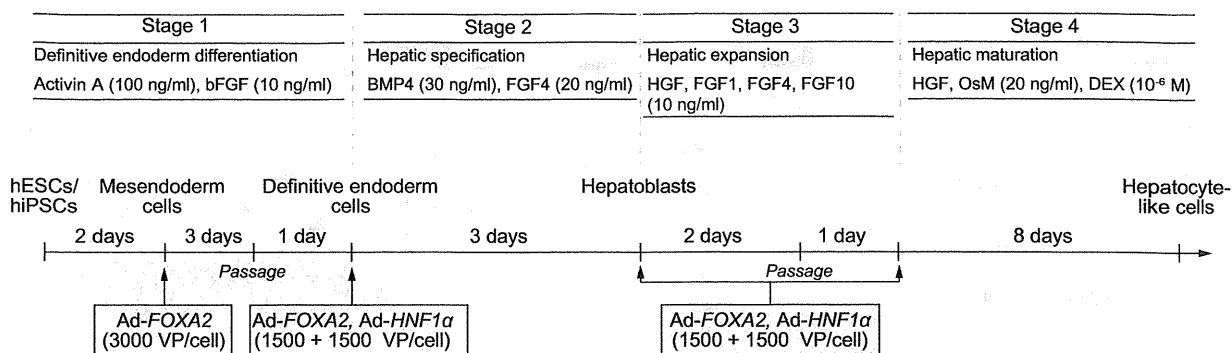 Stage 1
Definitive endoderm differentiation
Activin A (100 ng/ml), bFGF (10 ng/ml)
Stage 2
Hepatic specification
BMP4 (30 ng/ml), FGF4 (20 ng/ml)
Stage 3
Hepatic expansion
HGF, FGF1, FGF4, FGF10
(10 ng/ml)
Stage 4
Hepatic maturation
HGF, OsM (20 ng/ml), DEX (10⁻⁶ M)
hESCs/
hiPSCs
Mesendoderm
cells
Definitive endoderm
cells
Hepatoblasts
Hepatocyte-
like cells
2 days
3 days
1 day
3 days
2 days
1 day
8 days
Passage
Passage
Ad-FOXA2
(3000 VP/cell)
Ad-FOXA2, Ad-HNF1α
(1500 + 1500 VP/cell)
Ad-FOXA2, Ad-HNF1α
(1500 + 1500 VP/cell)